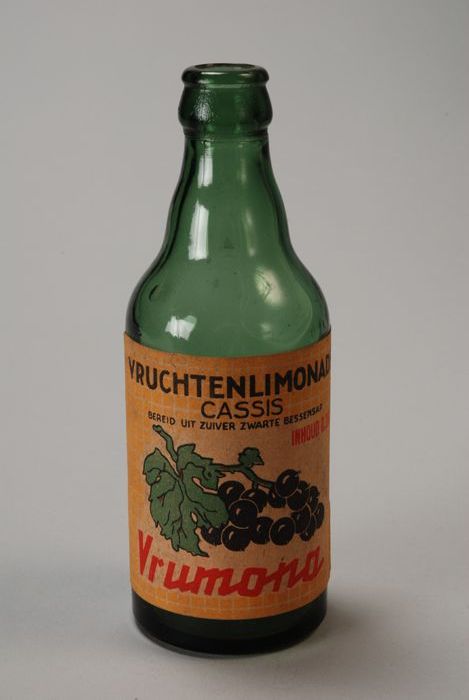 VRUCHTENLIMONAD
CASSIS
BEREID UIT ZUIVER ZWARTE BESSENSAP
INHOUD
Vrumona